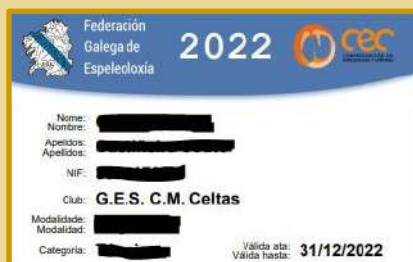 Federación
Galega de
Espeleoloxía
2022
cec
Nome:
Nombre:
Apelidos:
Apellidos:
NIF:
Club: G.E.S. C.M. Celtas
Modalidade:
Modalidad:
Categoría:
Válida ata:
Válida hasta: 31/12/2022